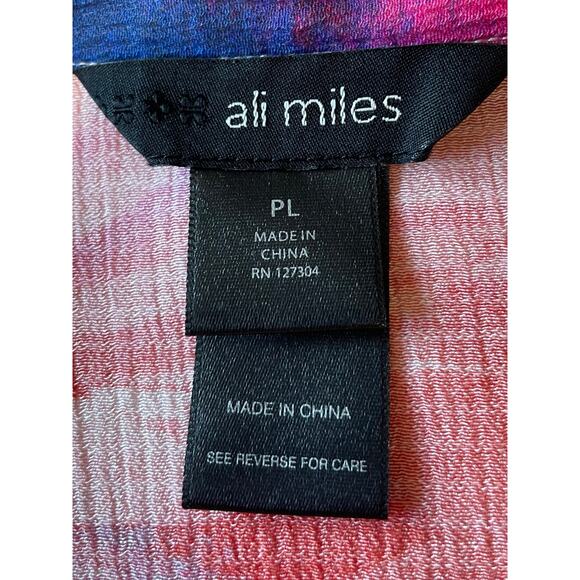 ali miles
PL
MADE IN
CHINA
RN 127304
MADE IN CHINA
SEE REVERSE FOR CARE